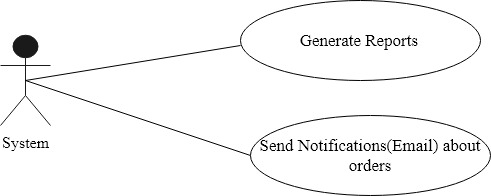 Generate Reports
System
Send Notifications(Email) about
orders